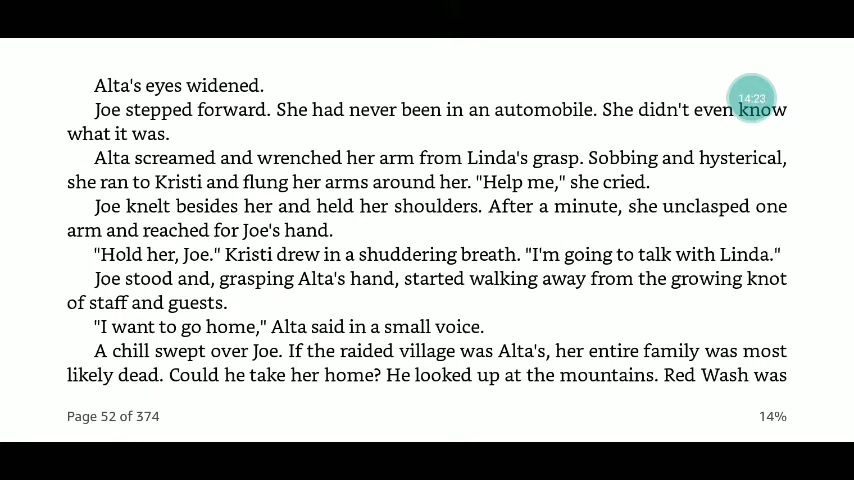 Alta's eyes widened.
14:23
Joe stepped forward. She had never been in an automobile. She didn't even know
what it was.
Alta screamed and wrenched her arm from Linda's grasp. Sobbing and hysterical,
she ran to Kristi and flung her arms around her. "Help me," she cried.
Joe knelt besides her and held her shoulders. After a minute, she unclasped one
arm and reached for Joe's hand.
"Hold her, Joe." Kristi drew in a shuddering breath. "I'm going to talk with Linda."
Joe stood and, grasping Alta's hand, started walking away from the growing knot
of staff and guests.
"I want to go home," Alta said in a small voice.
A chill swept over Joe. If the raided village was Alta's, her entire family was most
likely dead. Could he take her home? He looked up at the mountains. Red Wash was
Page 52 of 374
14%